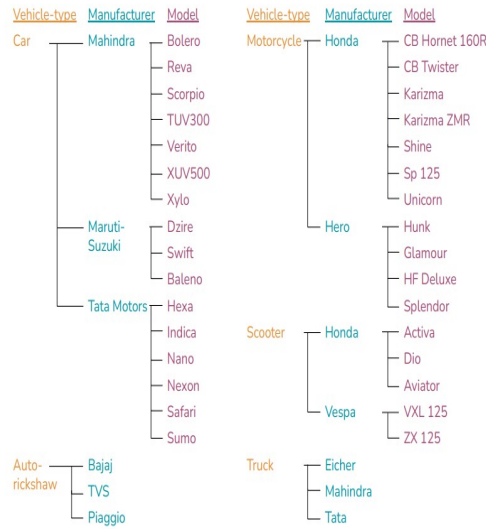 Vehicle-type Manufacturer Model
Car Mahindra Bolero
Reva
Scorpio
TUV300
Verito
XUV500
Xylo
Maruti- Dzire
Suzuki Swift
Baleno
Tata Motors Hexa
Indica
Nano
Nexon
Safari
Sumo
Auto- Bajaj
rickshaw TVS
Piaggio
Vehicle-type Manufacturer Model
Motorcycle Honda CB Hornet 160R
CB Twister
Karizma
Karizma ZMR
Shine
Sp 125
Unicorn
Hero Hunk
Glamour
HF Deluxe
Splendor
Scooter Honda Activa
Dio
Aviator
Vespa VXL 125
ZX 125
Truck Eicher
Mahindra
Tata